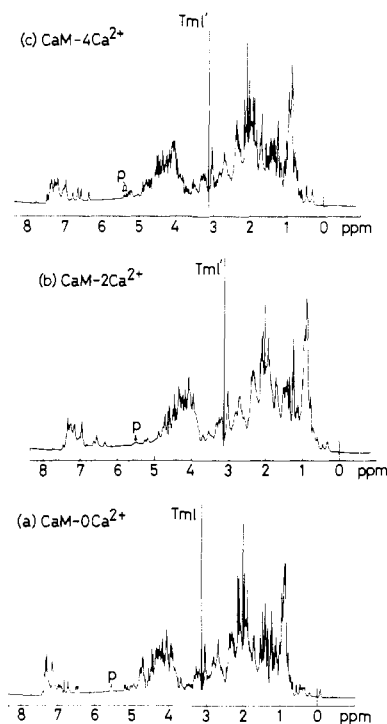 Tml'
(c) CaM-4Ca2+
p
8 7 6 5 4 3 2 1 0 ppm
Tml'
(b) CaM-2Ca2+
p
8 7 6 5 4 3 2 1 0 ppm
(a) CaM-0Ca2+
Tml
p
8 7 6 5 4 3 2 1 0 ppm